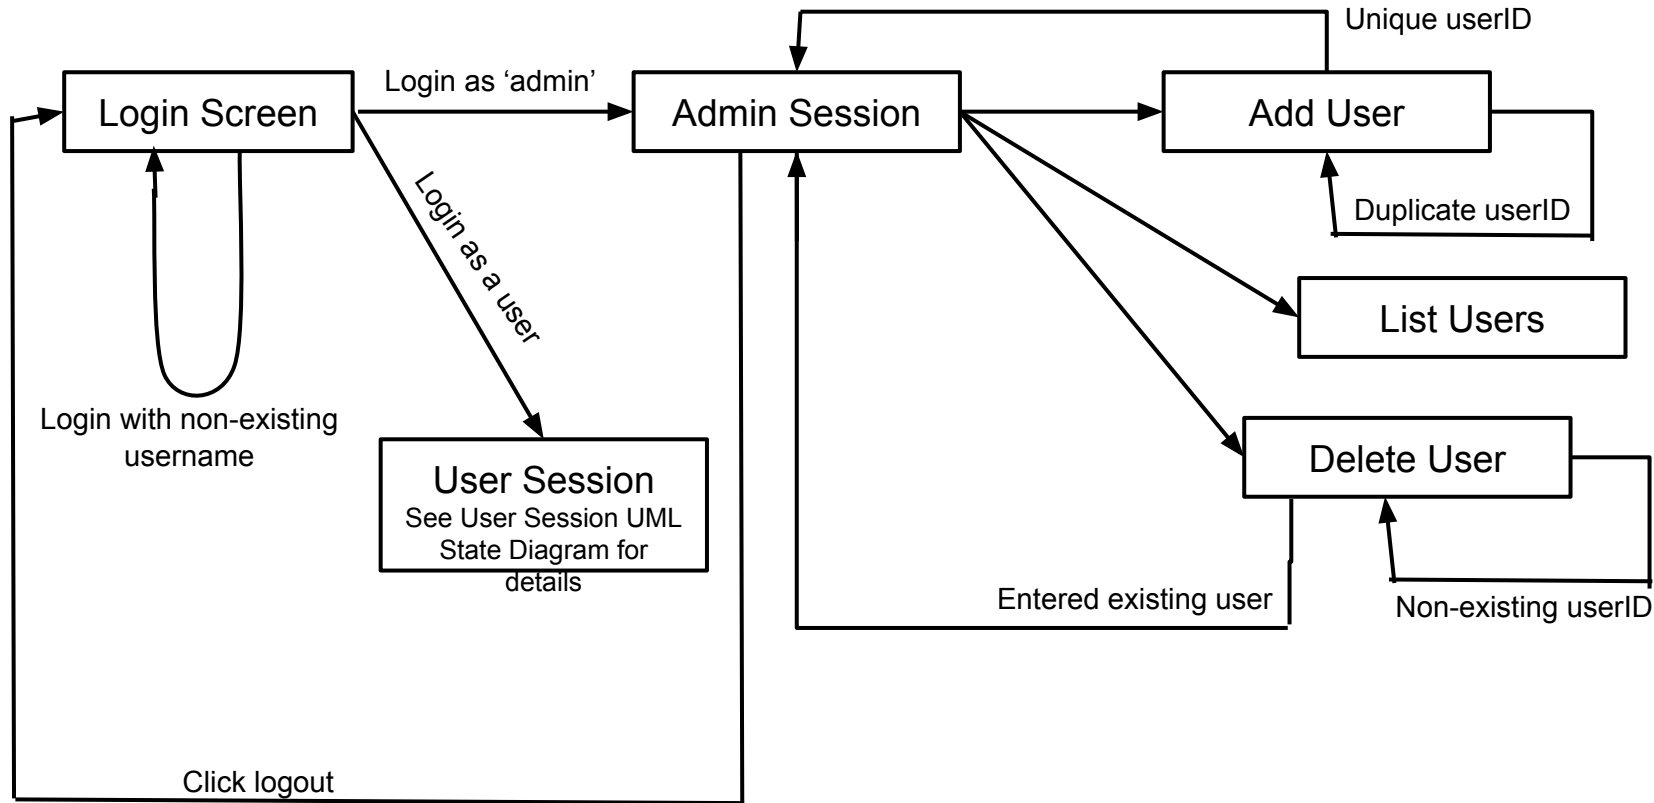 Unique userID
Login as ‘admin’
Login Screen
Admin Session
Add User
Login as a user
Duplicate userID
List Users
Login with non-existing
username
User Session
See User Session UML
State Diagram for
details
Delete User
Entered existing user
Non-existing userID
Click logout